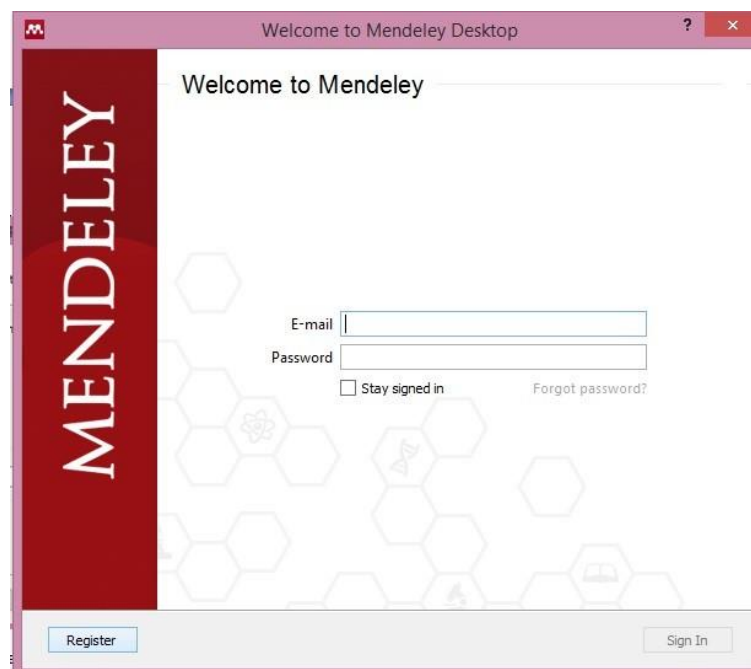 Welcome to Mendeley Desktop
?
MENDELEY
Welcome to Mendeley
E-mail
Password
Stay signed in Forgot password?
Register Sign In